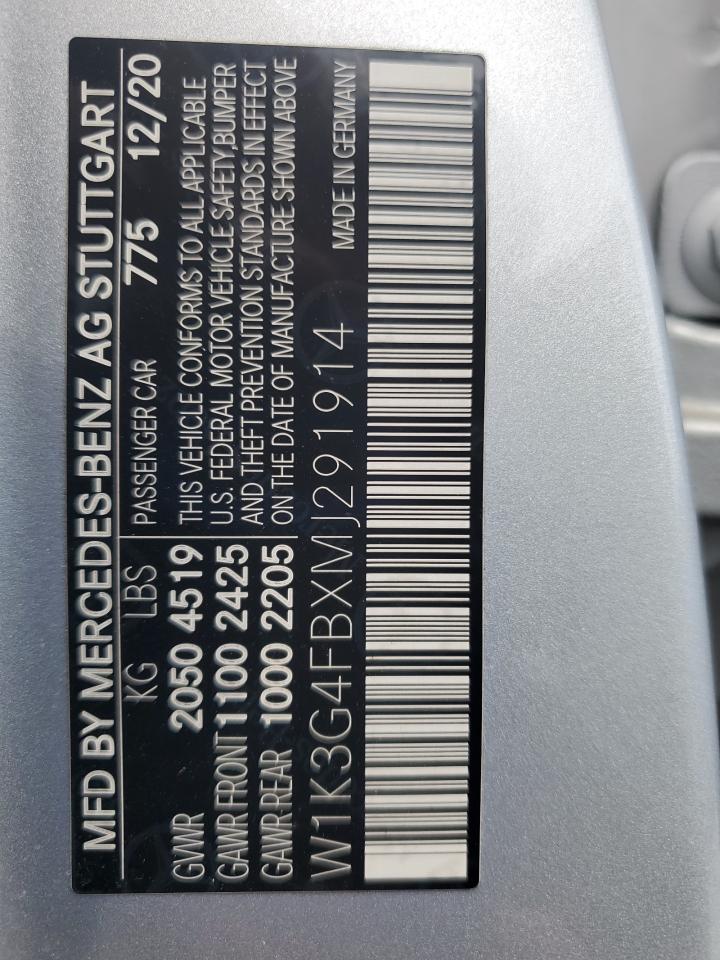 MFD BY MERCEDES-BENZ AG STUTTGART
KG LBS
GVWR 2050 4519
GAWR FRONT 1100 2425
GAWR REAR 1000 2205
PASSENGER CAR 775 12/20
THIS VEHICLE CONFORMS TO ALL APPLICABLE
U.S. FEDERAL MOTOR VEHICLE SAFETY,BUMPER
AND THEFT PREVENTION STANDARDS IN EFFECT
ON THE DATE OF MANUFACTURE SHOWN ABOVE
W1K3G4FBXMJ291914 MADE IN GERMANY